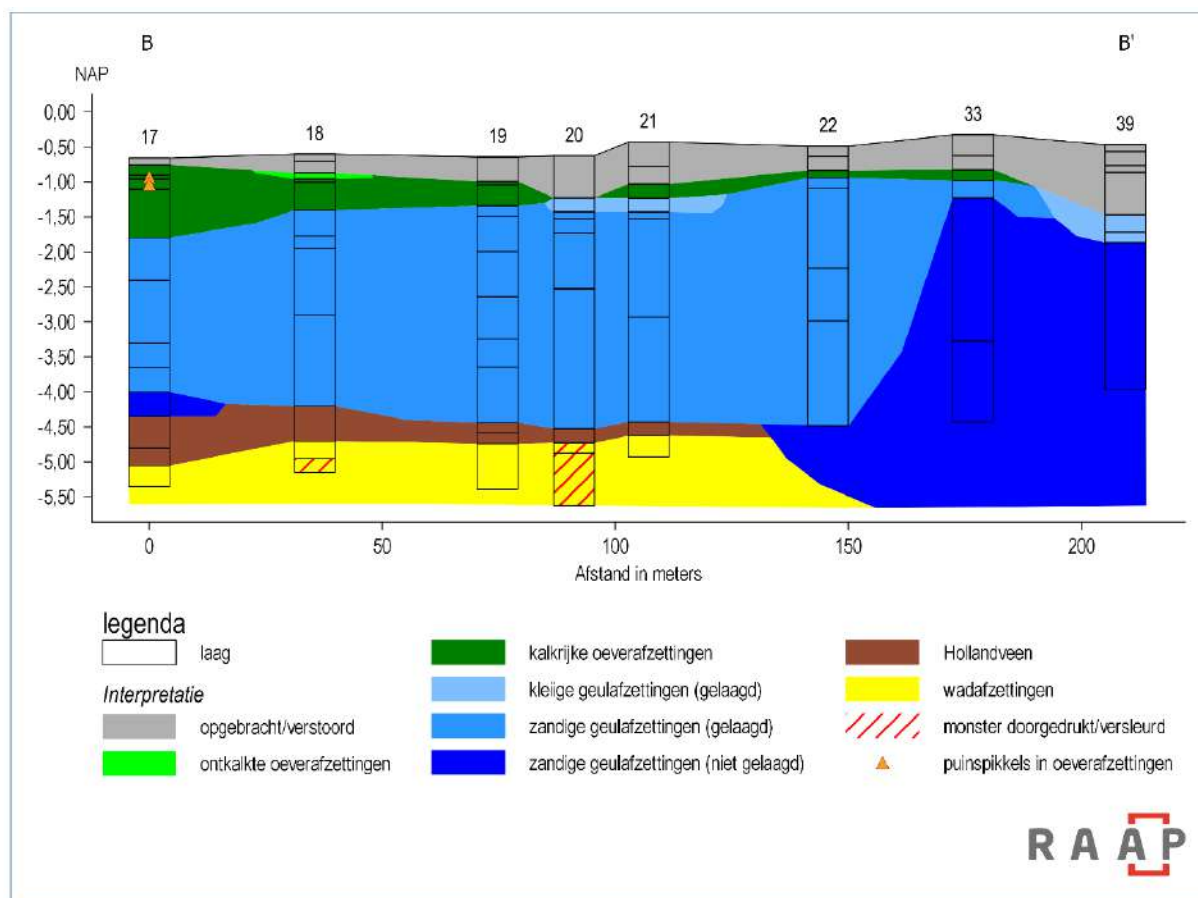 B B'
NAP
0,00
-0,50
-1,00
-1,50
-2,00
-2,50
-3,00
-3,50
-4,00
-4,50
-5,00
-5,50
17 18 19 20 21 22 33 39
0 50 100 150 200
Afstand in meters
legenda
laag
Interpretatie
opgebracht/verstoord
ontkalkte oeverafzettingen
kalkrijke oeverafzettingen
kleiige geulafzettingen (gelaagd)
zandige geulafzettingen (gelaagd)
zandige geulafzettingen (niet gelaagd)
Hollandveen
wadafzettingen
monster doorgedrukt/versleurd
puinspikkels in oeverafzettingen
RAAP